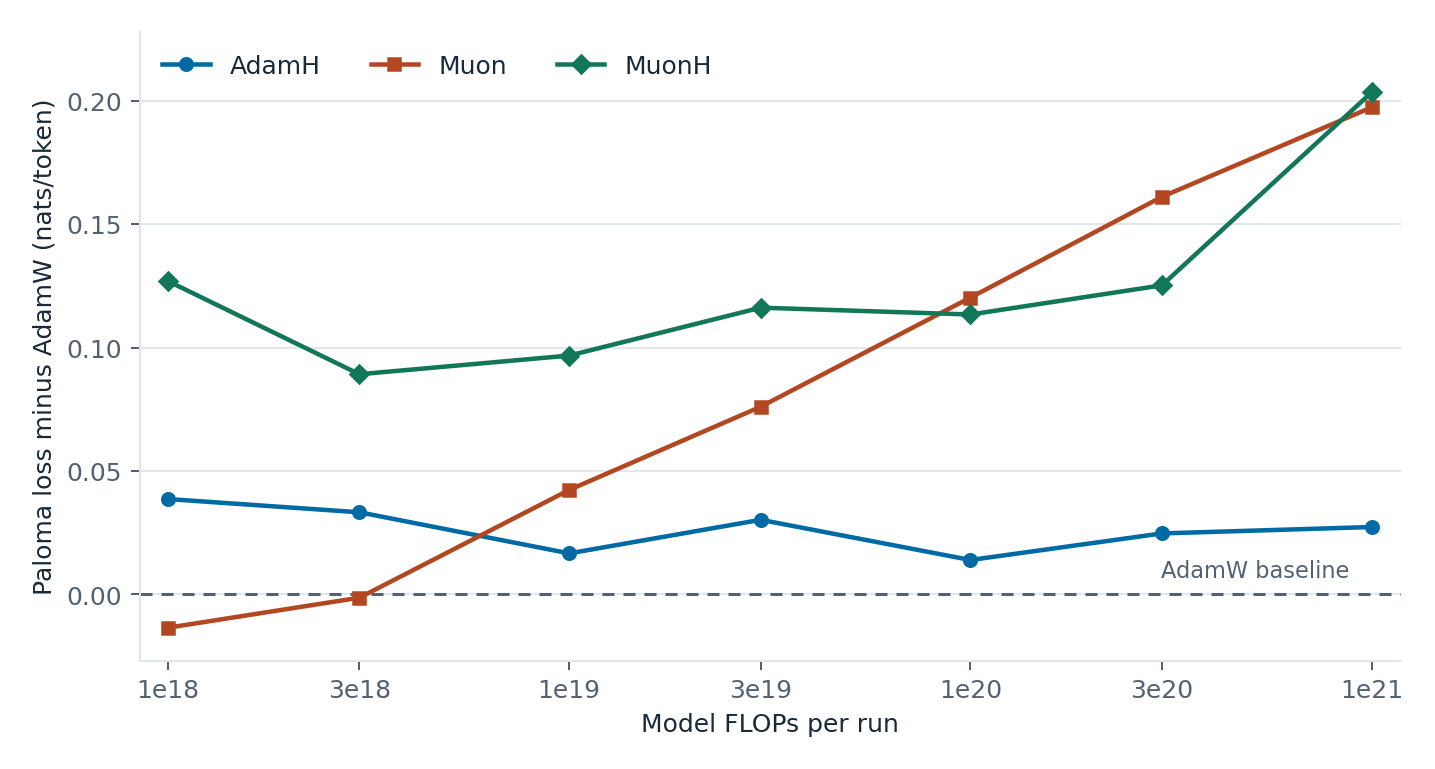 AdamH Muon MuonH
Paloma loss minus AdamW (nats/token)
0.20
0.15
0.10
0.05
0.00
AdamW baseline
1e18 3e18 1e19 3e19 1e20 3e20 1e21
Model FLOPs per run